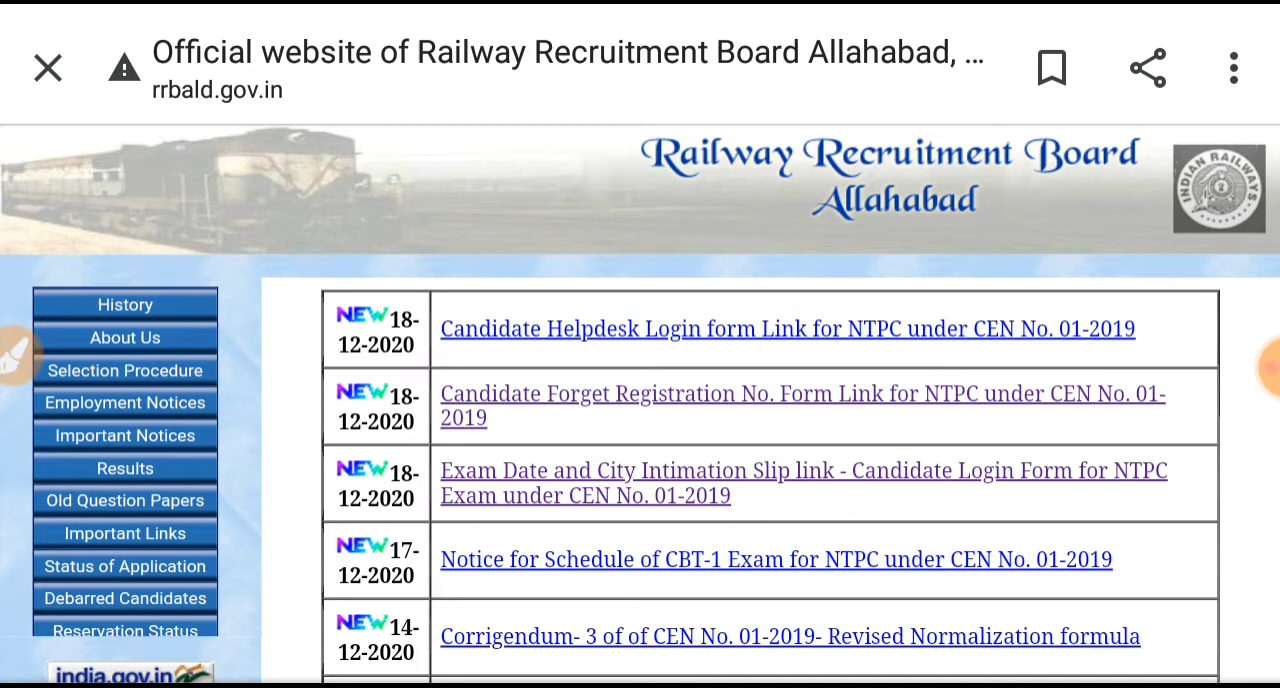 Official website of Railway Recruitment Board Allahabad, ...
rrbald.gov.in
Railway Recruitment Board
Allahabad
INDIAN RAILWAYS
History
About Us
Selection Procedure
Employment Notices
Important Notices
Results
Old Question Papers
Important Links
Status of Application
Debarred Candidates
Reservation Status
india.gov.in
NEW 18-
12-2020
Candidate Helpdesk Login form Link for NTPC under CEN No. 01-2019
NEW 18-
12-2020
Candidate Forget Registration No. Form Link for NTPC under CEN No. 01-
2019
NEW 18-
12-2020
Exam Date and City Intimation Slip link - Candidate Login Form for NTPC
Exam under CEN No. 01-2019
NEW 17-
12-2020
Notice for Schedule of CBT-1 Exam for NTPC under CEN No. 01-2019
NEW 14-
12-2020
Corrigendum- 3 of of CEN No. 01-2019- Revised Normalization formula